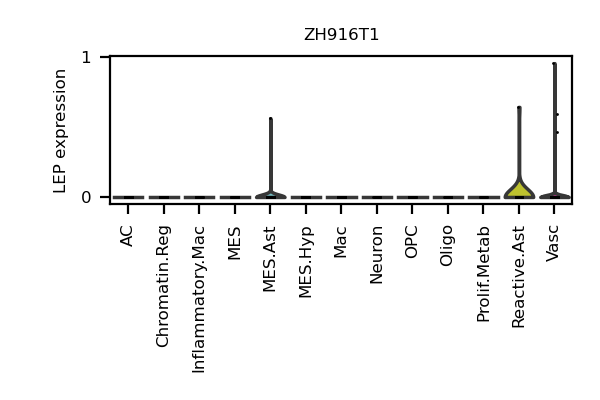 ZH916T1
LEP expression
1
0
AC
Chromatin.Reg
Inflammatory.Mac
MES
MES.Ast
MES.Hyp
Mac
Neuron
OPC
Oligo
Prolif.Metab
Reactive.Ast
Vasc